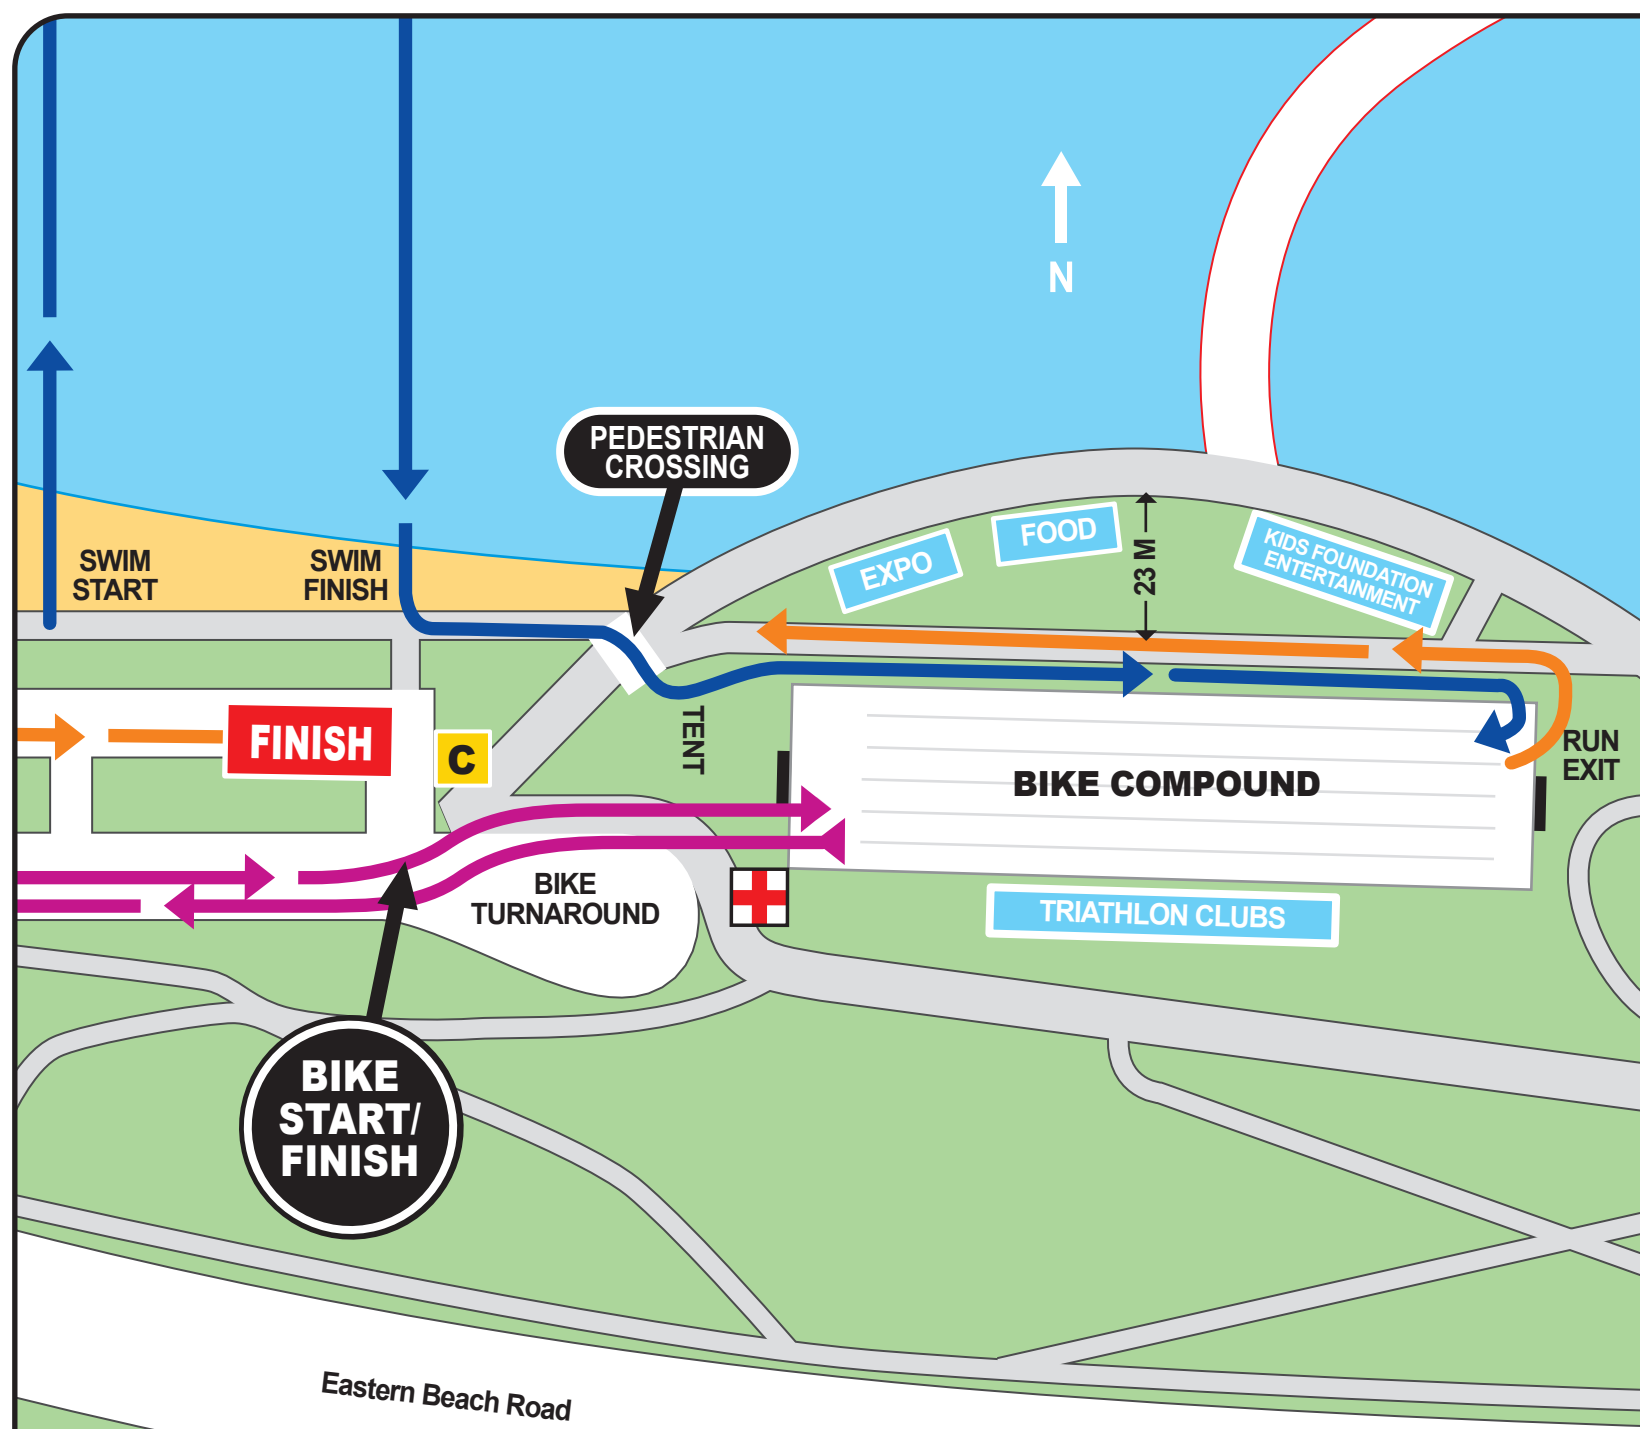 N
PEDESTRIAN
CROSSING
EXPO
FOOD
23 M
KIDS FOUNDATION
ENTERTAINMENT
SWIM
START
SWIM
FINISH
TENT
FINISH
C
RUN
EXIT
BIKE COMPOUND
BIKE
TURNAROUND
TRIATHLON CLUBS
BIKE
START/
FINISH
Eastern Beach Road